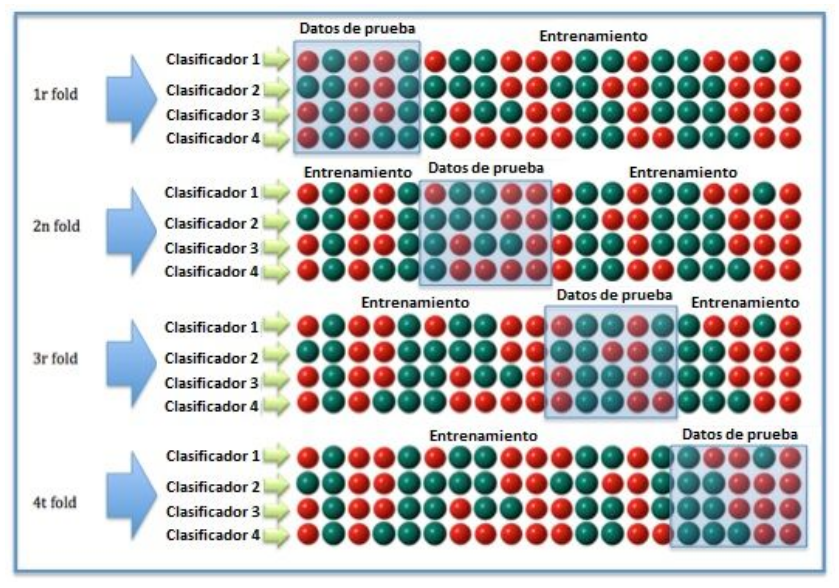 Datos de prueba
Entrenamiento
1r fold
Clasificador 1
Clasificador 2
Clasificador 3
Clasificador 4
Entrenamiento
Datos de prueba
Entrenamiento
2n fold
Clasificador 1
Clasificador 2
Clasificador 3
Clasificador 4
Entrenamiento
Datos de prueba
Entrenamiento
3r fold
Clasificador 1
Clasificador 2
Clasificador 3
Clasificador 4
Entrenamiento
Datos de prueba
4t fold
Clasificador 1
Clasificador 2
Clasificador 3
Clasificador 4